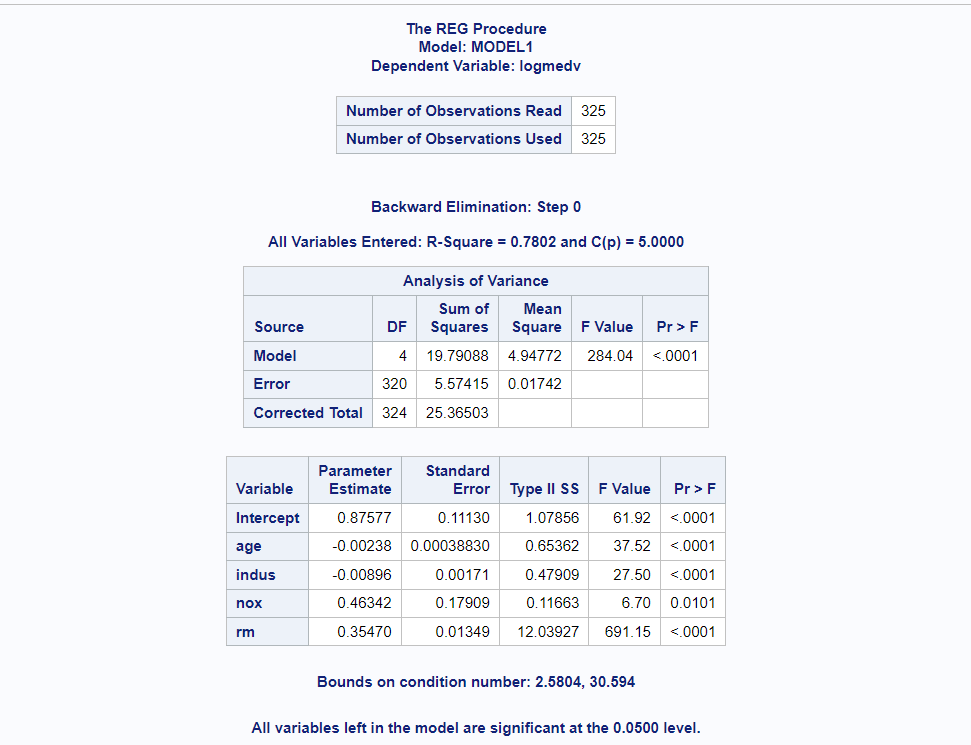 The REG Procedure
Model: MODEL1
Dependent Variable: logmedv
Number of Observations Read 325
Number of Observations Used 325
Backward Elimination: Step 0
All Variables Entered: R-Square = 0.7802 and C(p) = 5.0000
Analysis of Variance
Source DF Sum of Squares Mean Square F Value Pr > F
Model 4 19.79088 4.94772 284.04 <.0001
Error 320 5.57415 0.01742
Corrected Total 324 25.36503
Variable Parameter Estimate Standard Error Type II SS F Value Pr > F
Intercept 0.87577 0.11130 1.07856 61.92 <.0001
age -0.00238 0.00038830 0.65362 37.52 <.0001
indus -0.00896 0.00171 0.47909 27.50 <.0001
nox 0.46342 0.17909 0.11663 6.70 0.0101
rm 0.35470 0.01349 12.03927 691.15 <.0001
Bounds on condition number: 2.5804, 30.594
All variables left in the model are significant at the 0.0500 level.